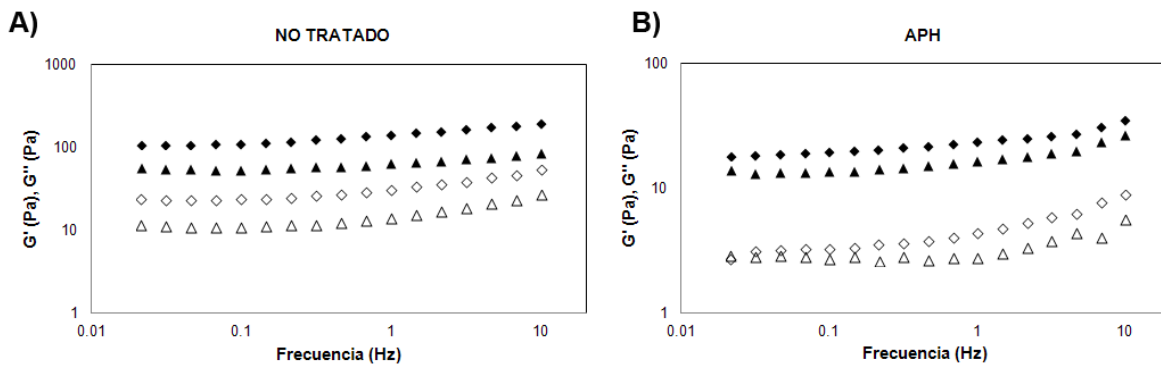 A)
NO TRATADO
G' (Pa), G'' (Pa)
1000
100
10
1
0.01
0.1
1
10
Frecuencia (Hz)
B)
APH
G' (Pa), G'' (Pa)
100
10
1
0.01
0.1
1
10
Frecuencia (Hz)